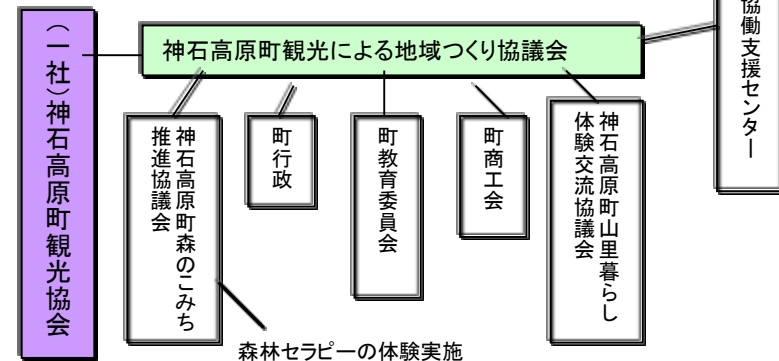 （一社）神石高原町観光協会
神石高原町観光による地域つくり協議会
協働支援センター
神石高原町森のこみち
推進協議会
町行政
町教育委員会
町商工会
神石高原町山里暮らし
体験交流協議会
森林セラピーの体験実施